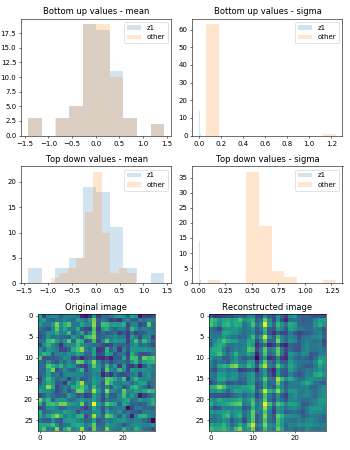 Bottom up values - mean
Bottom up values - sigma
17.5
15.0
12.5
10.0
7.5
5.0
2.5
0.0
z1
other
−1.5 −1.0 −0.5 0.0 0.5 1.0 1.5
60
50
40
30
20
10
0
z1
other
0.0 0.2 0.4 0.6 0.8 1.0 1.2
Top down values - mean
Top down values - sigma
20
15
10
5
0
z1
other
−1.5 −1.0 −0.5 0.0 0.5 1.0 1.5
35
30
25
20
15
10
5
0
z1
other
0.00 0.25 0.50 0.75 1.00 1.25
Original image
Reconstructed image
0
5
10
15
20
25
0 10 20
0
5
10
15
20
25
0 10 20